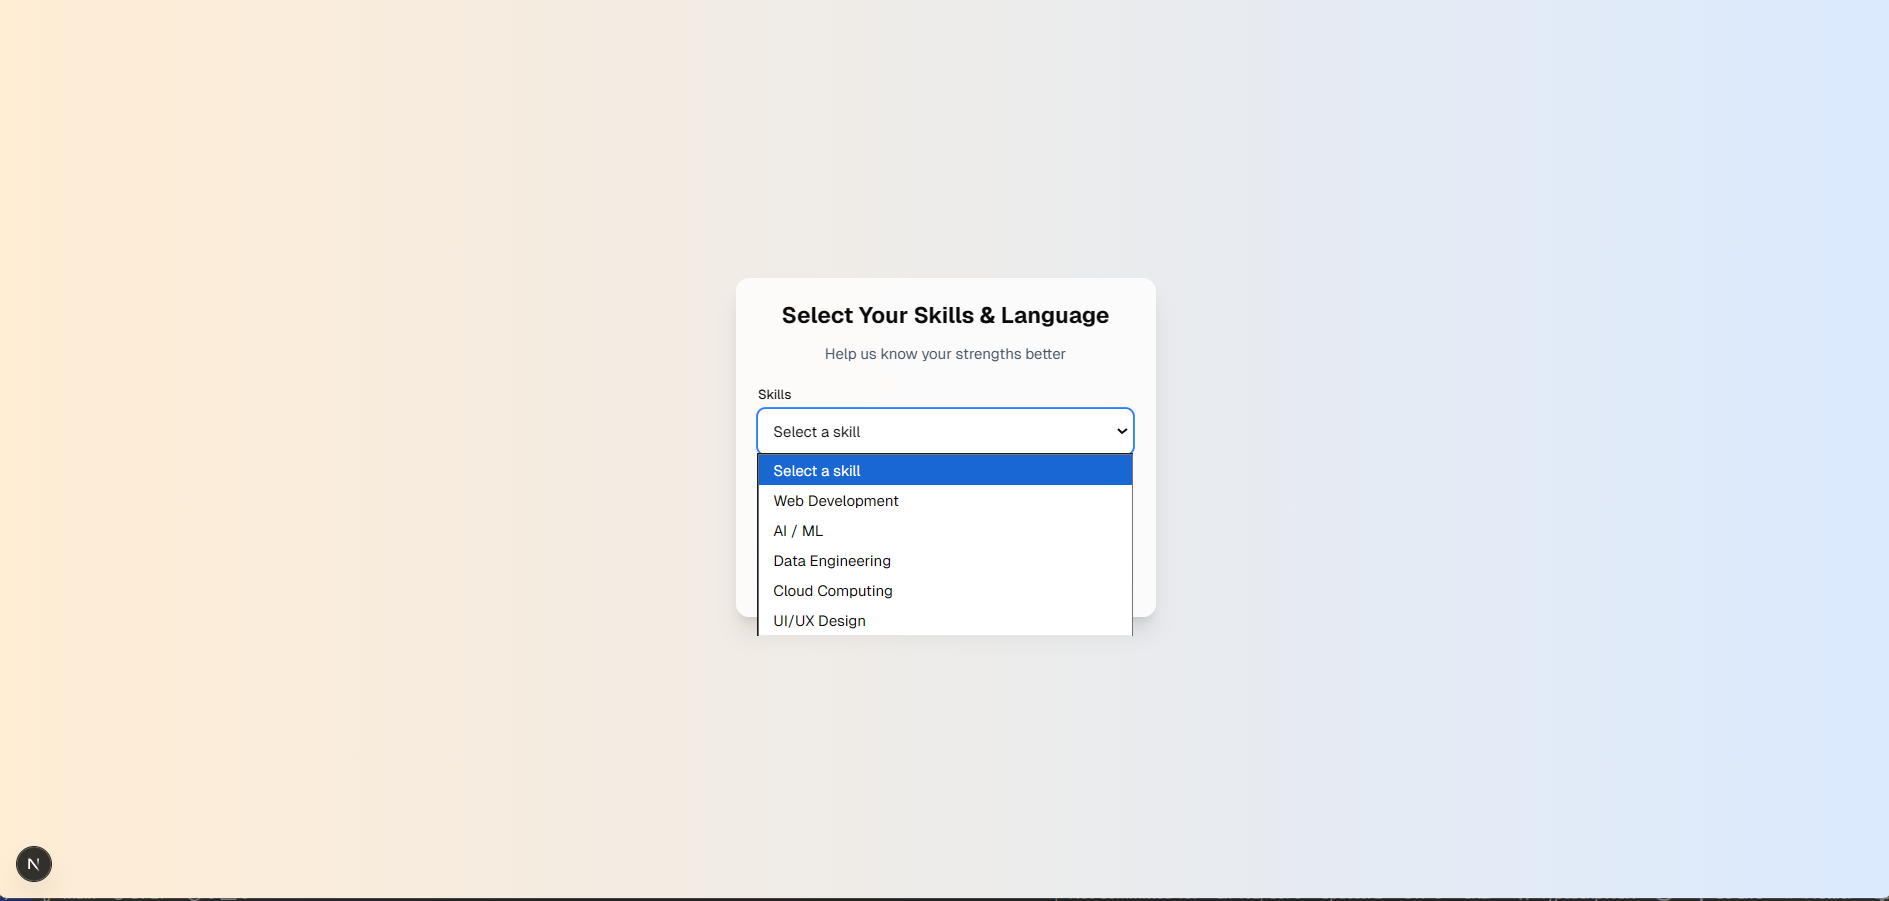 Select Your Skills & Language
Help us know your strengths better
Skills
Select a skill
Select a skill
Web Development
AI / ML
Data Engineering
Cloud Computing
UI/UX Design
N